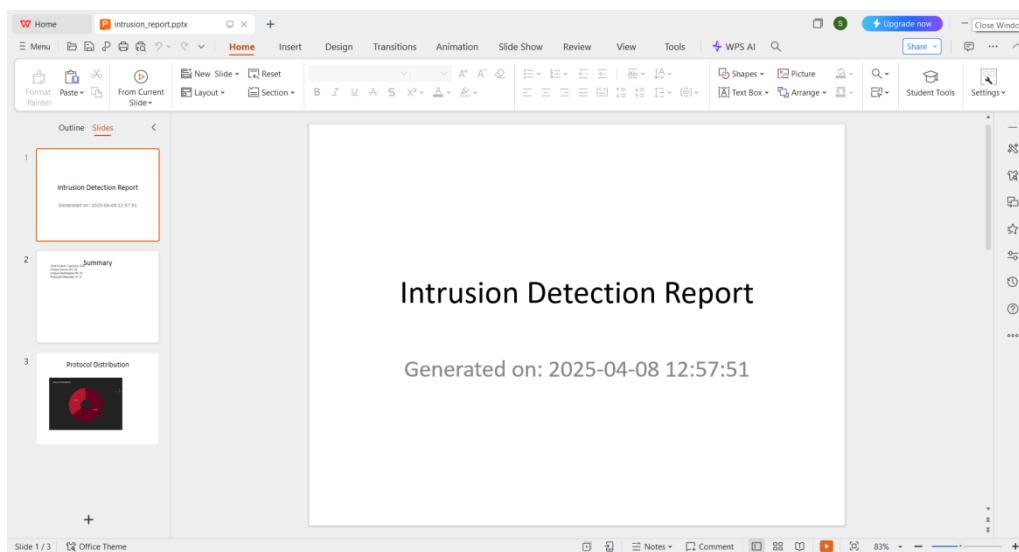 Home
intrusion_report.pptx
S
Upgrade now
Close Windo
Menu
Home
Insert
Design
Transitions
Animation
Slide Show
Review
View
Tools
WPS AI
Share
Format Painter
Paste
From Current Slide
New Slide
Reset
Layout
Section
B I U A S X² A
A⁺ A⁻
Shapes
Picture
Text Box
Arrange
Student Tools
Settings
Outline
Slides
1
Intrusion Detection Report
Generated on: 2025-04-08 12:57:51
2
Summary
3
Protocol Distribution
Intrusion Detection Report
Generated on: 2025-04-08 12:57:51
Slide 1 / 3
Office Theme
Notes
Comment
83%